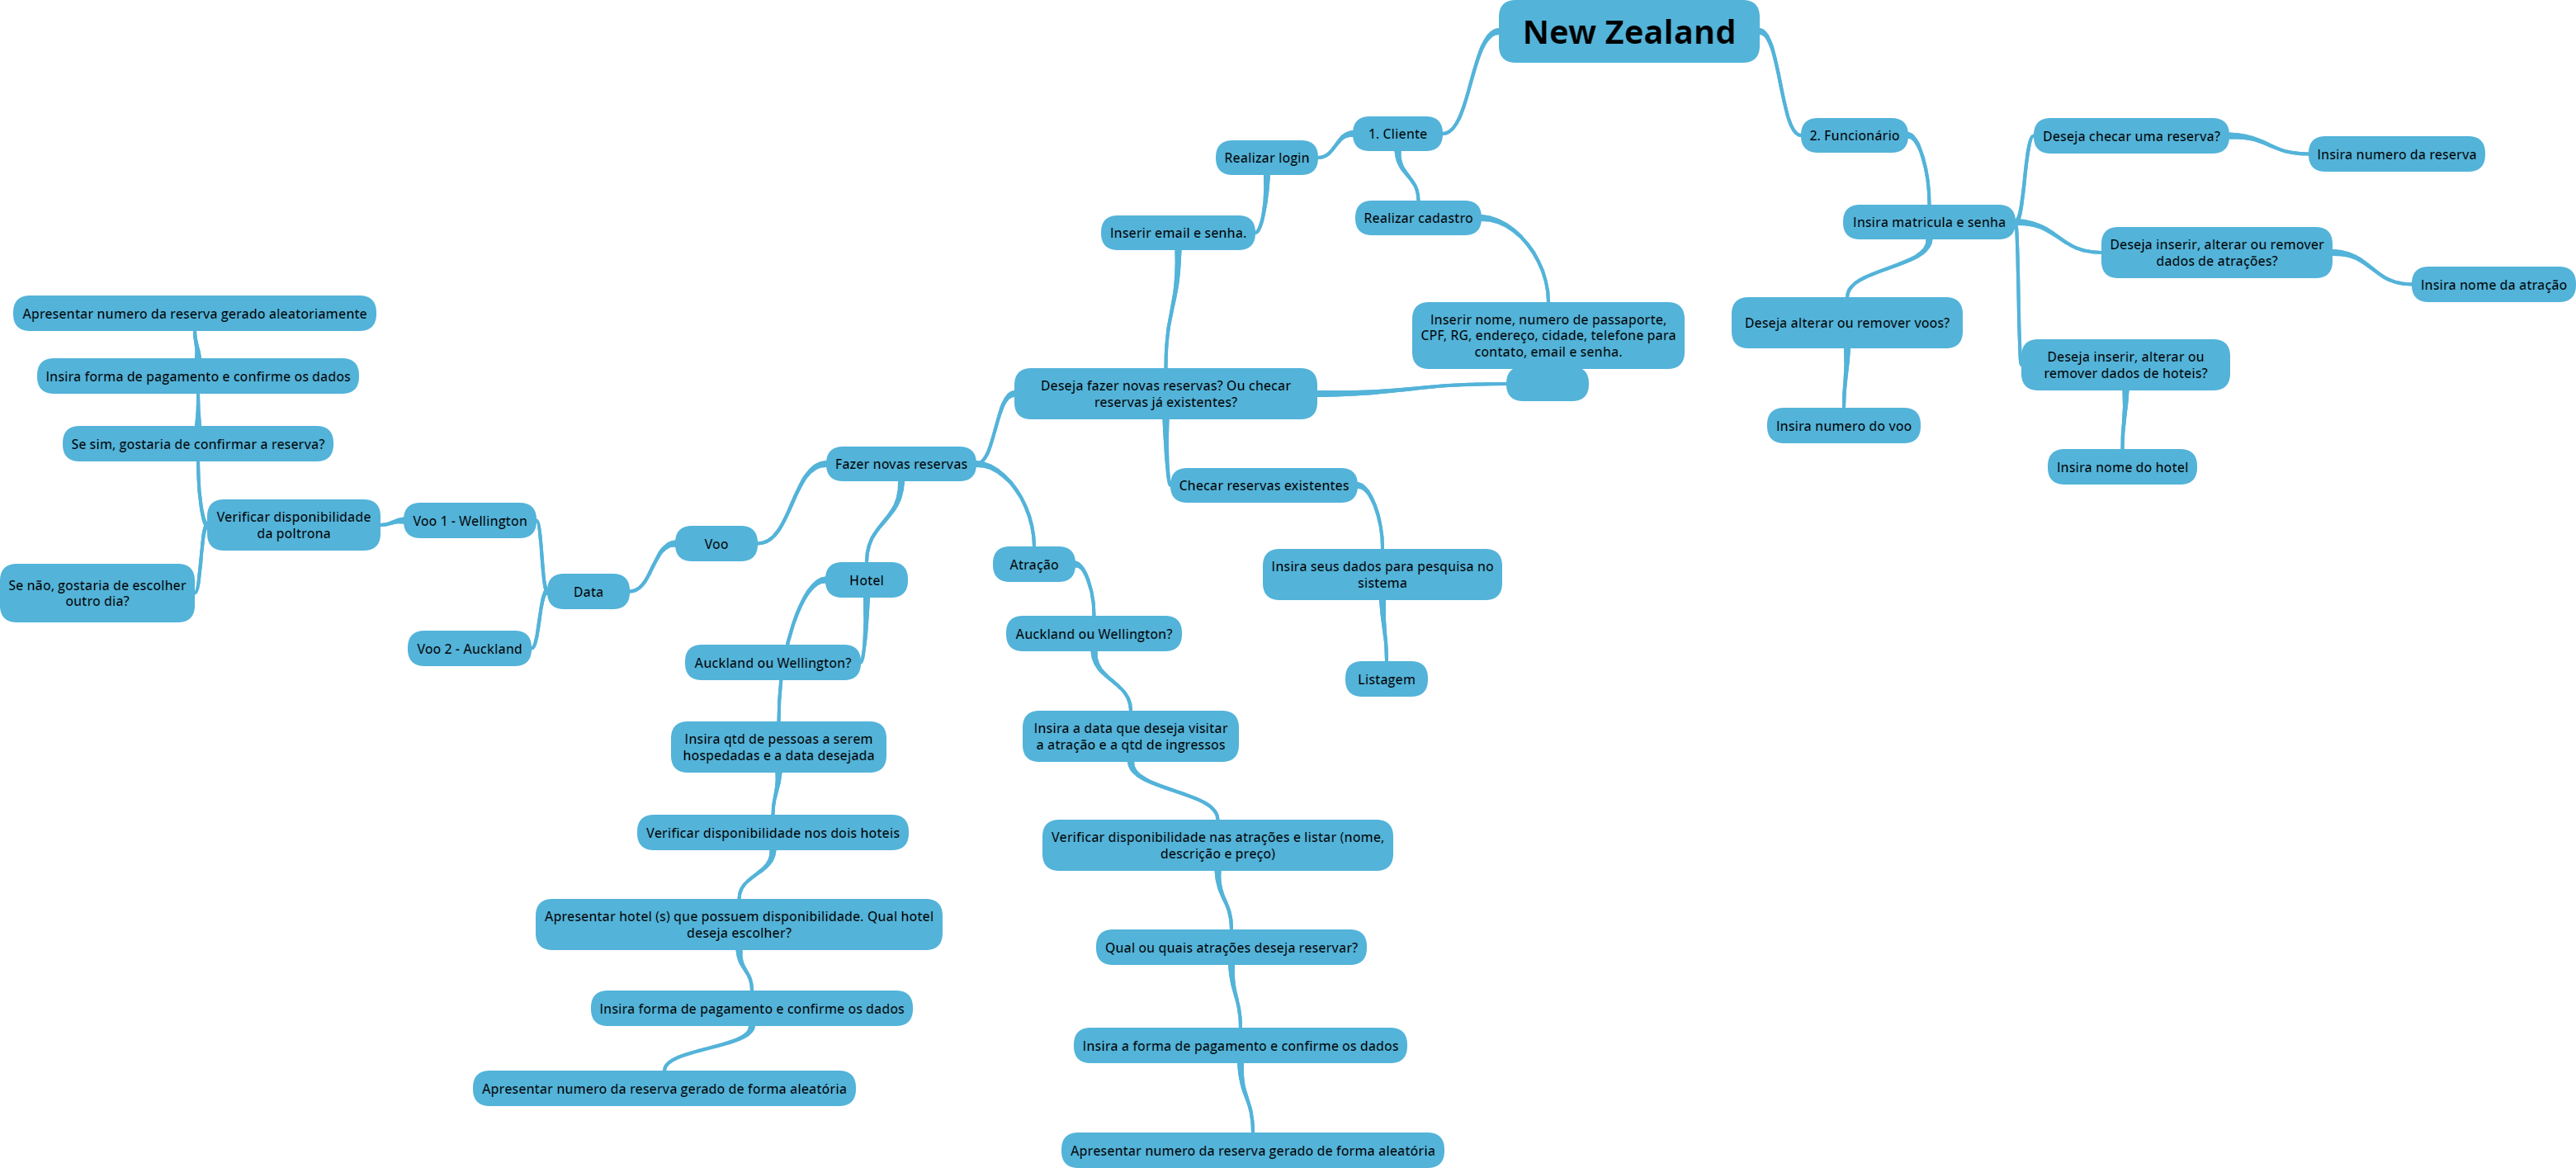 New Zealand
1. Cliente
2. Funcionário
Deseja checar uma reserva?
Insira numero da reserva
Realizar login
Realizar cadastro
Inserir email e senha.
Insira matricula e senha
Deseja inserir, alterar ou remover
dados de atrações?
Insira nome da atração
Apresentar numero da reserva gerado aleatoriamente
Inserir nome, numero de passaporte,
CPF, RG, endereço, cidade, telefone para
contato, email e senha.
Deseja alterar ou remover voos?
Deseja inserir, alterar ou
remover dados de hoteis?
Insira forma de pagamento e confirme os dados
Deseja fazer novas reservas? Ou checar
reservas já existentes?
Insira numero do voo
Se sim, gostaria de confirmar a reserva?
Fazer novas reservas
Insira nome do hotel
Checar reservas existentes
Verificar disponibilidade
da poltrona
Voo 1 - Wellington
Voo
Atração
Insira seus dados para pesquisa no
sistema
Se não, gostaria de escolher
outro dia?
Data
Hotel
Voo 2 - Auckland
Auckland ou Wellington?
Auckland ou Wellington?
Listagem
Insira qtd de pessoas a serem
hospedadas e a data desejada
Insira a data que deseja visitar
a atração e a qtd de ingressos
Verificar disponibilidade nos dois hoteis
Verificar disponibilidade nas atrações e listar (nome,
descrição e preço)
Apresentar hotel (s) que possuem disponibilidade. Qual hotel
deseja escolher?
Qual ou quais atrações deseja reservar?
Insira forma de pagamento e confirme os dados
Insira a forma de pagamento e confirme os dados
Apresentar numero da reserva gerado de forma aleatória
Apresentar numero da reserva gerado de forma aleatória